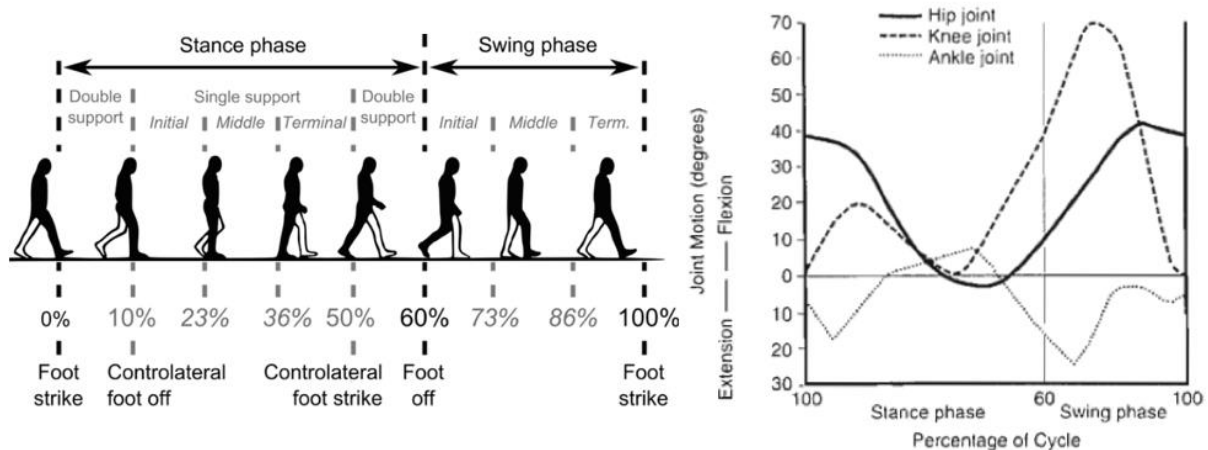 Stance phase
Swing phase
Double
support
Single support
Double
support
Initial
Middle
Terminal
Initial
Middle
Term.
0%
10%
23%
36%
50%
60%
73%
86%
100%
Foot
strike
Controlateral
foot off
Controlateral
foot strike
Foot
off
Foot
strike
Hip joint
Knee joint
Ankle joint
Joint Motion (degrees)
Extension — Flexion
70
60
50
40
30
20
10
0
10
20
30
100
60
100
Stance phase
Swing phase
Percentage of Cycle